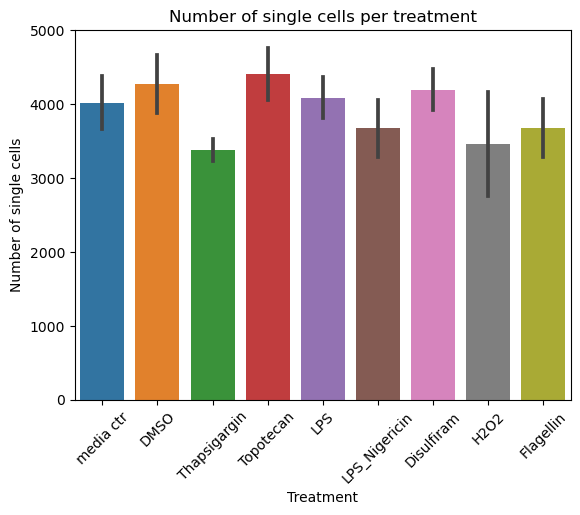 Number of single cells per treatment
Number of single cells
5000
4000
3000
2000
1000
0
media ctr
DMSO
Thapsigargin
Topotecan
LPS
LPS_Nigericin
Disulfiram
H2O2
Flagellin
Treatment